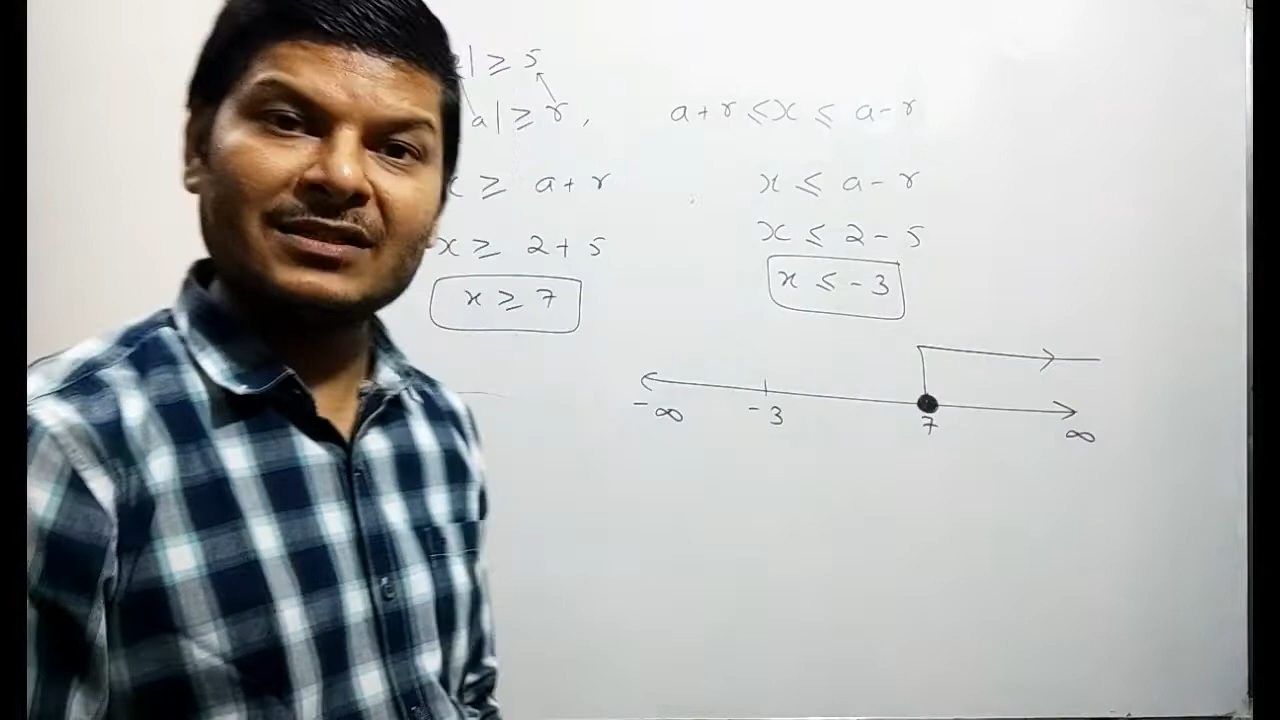 | ≥ 5
a| ≥ r, a + r ≤ x ≤ a - r
x ≥ a + r x ≤ a - r
x ≥ 2 + 5 x ≤ 2 - 5
x ≥ 7 x ≤ -3
-∞ -3 7 ∞